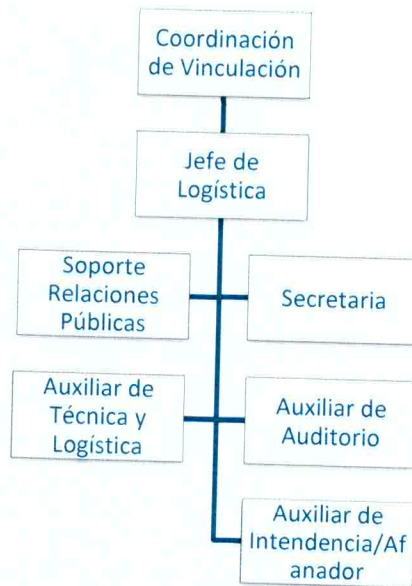 Coordinación
de Vinculación
Jefe de
Logística
Soporte
Relaciones
Públicas
Secretaria
Auxiliar de
Técnica y
Logística
Auxiliar de
Auditorio
Auxiliar de
Intendencia/Af
anador